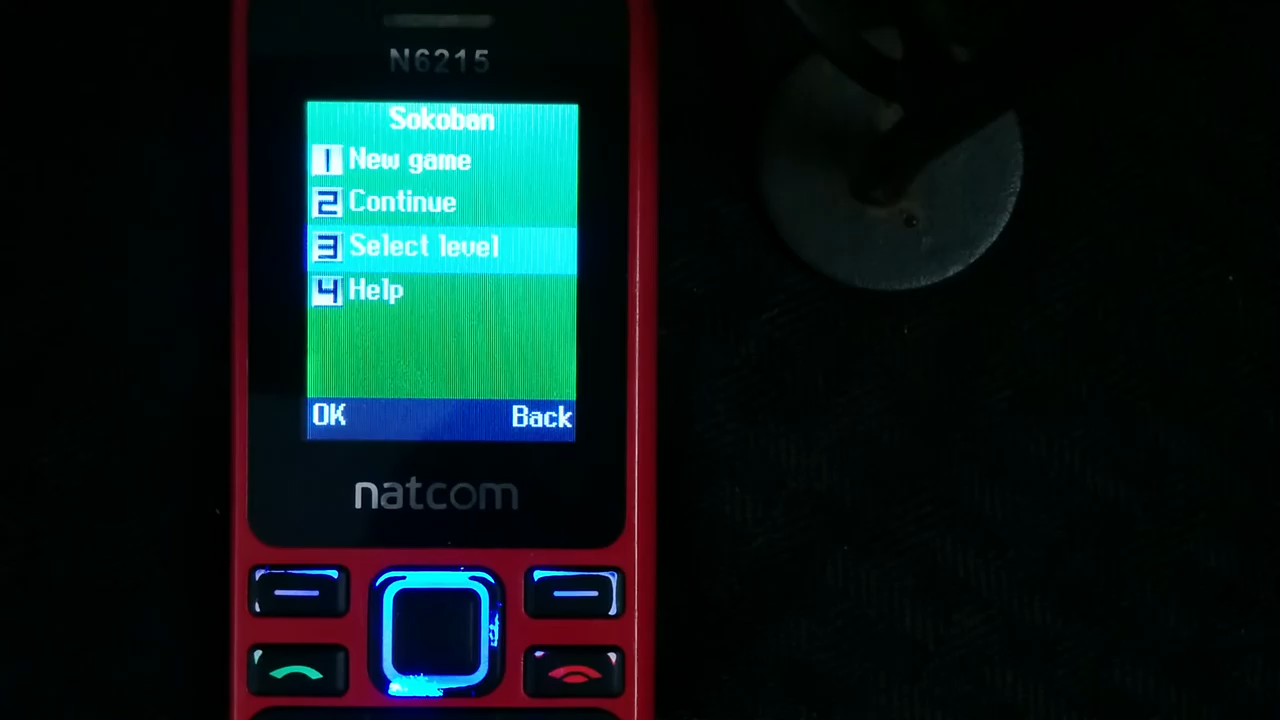 N6215
Sokoban
1 New game
2 Continue
3 Select level
4 Help
OK Back
natcom